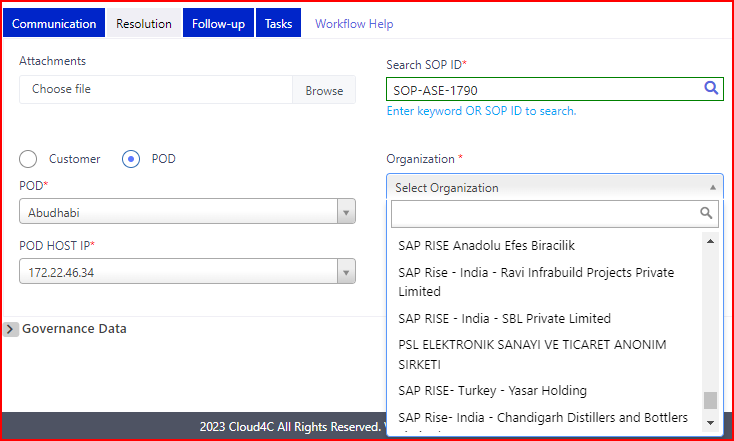 Communication Resolution Follow-up Tasks Workflow Help
Attachments
Choose file Browse
Search SOP ID*
SOP-ASE-1790
Enter keyword OR SOP ID to search.
Customer POD
POD*
Abudhabi
POD HOST IP*
172.22.46.34
Organization *
Select Organization
SAP RISE Anadolu Efes Biracilik
SAP Rise - India - Ravi Infrabuild Projects Private
Limited
SAP RISE - India - SBL Private Limited
PSL ELEKTRONIK SANAYI VE TICARET ANONIM
SIRKETI
SAP RISE- Turkey - Yasar Holding
SAP Rise- India - Chandigarh Distillers and Bottlers
Governance Data
2023 Cloud4C All Rights Reserved.